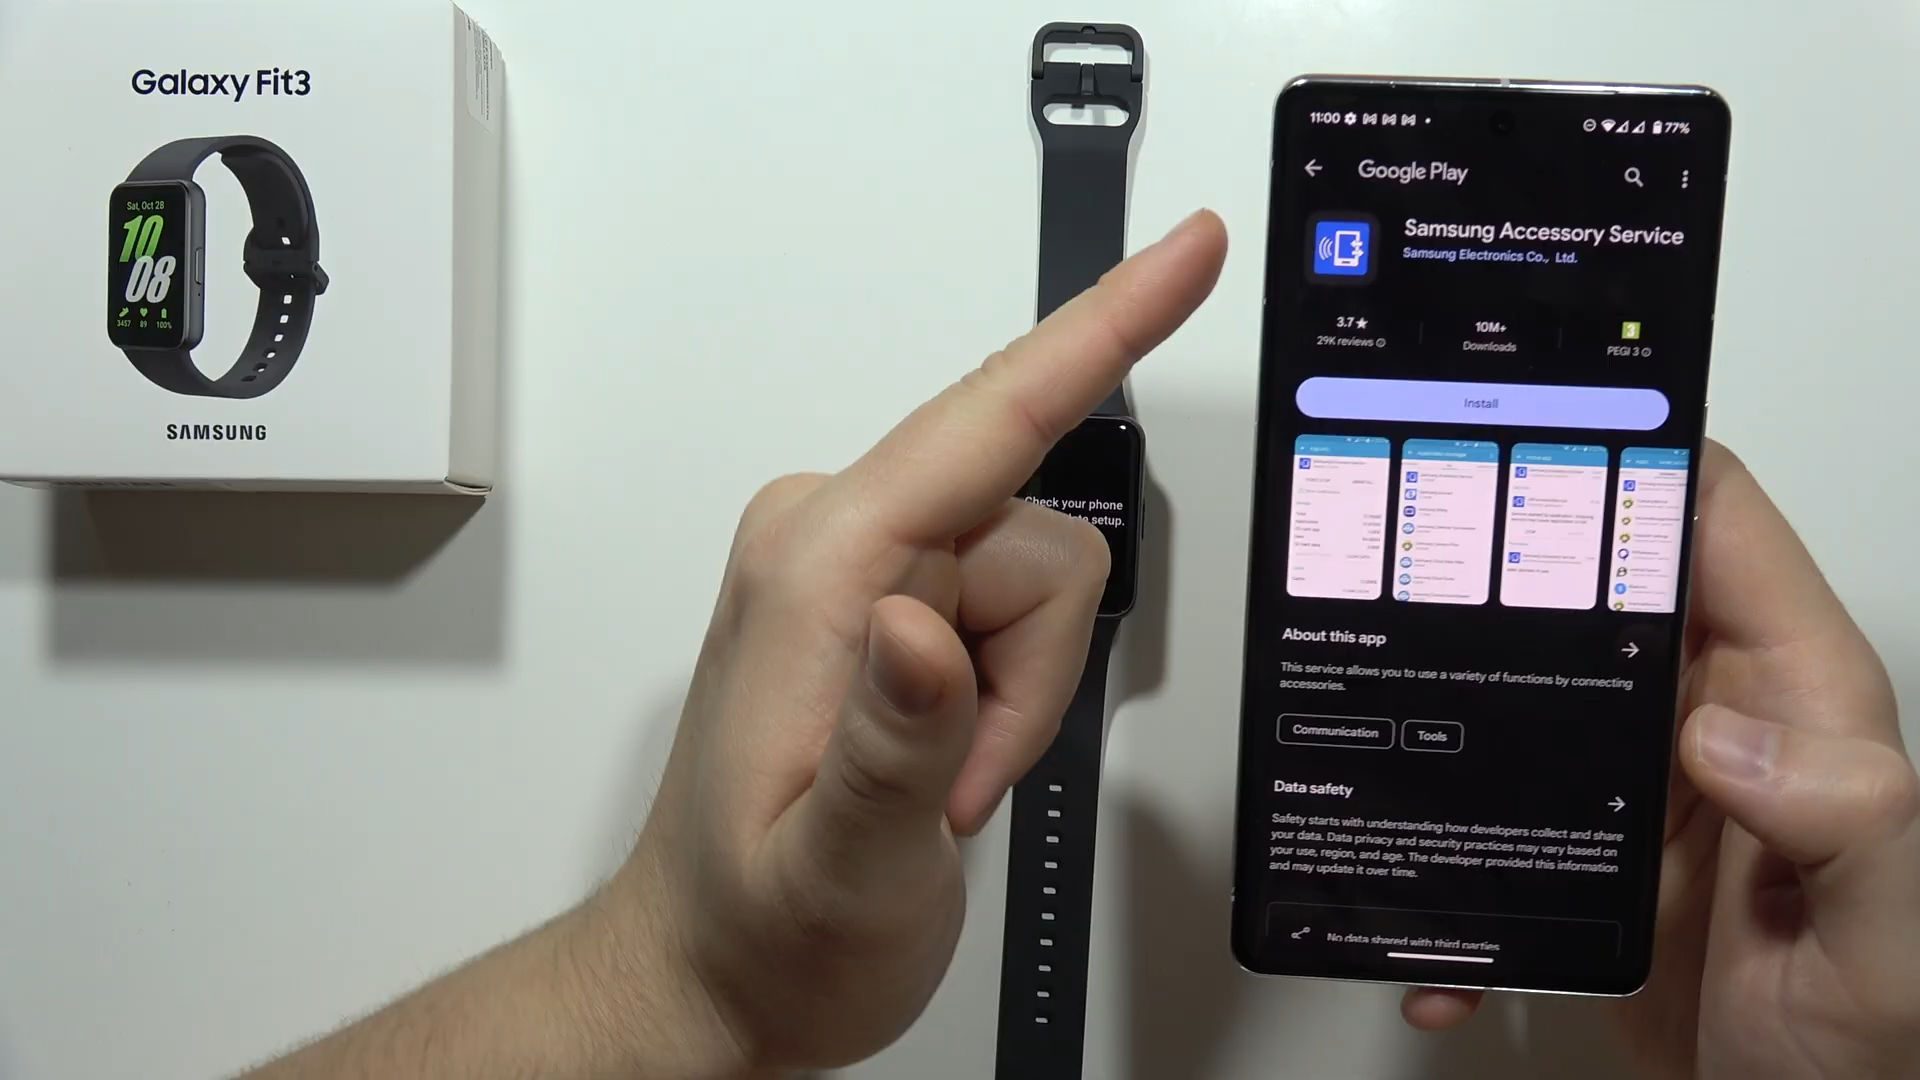 Galaxy Fit3
Sat, Oct 28
10
08
3457 89 100%
SAMSUNG
Check your phone
setup.
11:00
77%
Google Play
Samsung Accessory Service
Samsung Electronics Co., Ltd.
3.7★
29K reviews
10M+
Downloads
3
PEGI 3
Install
About this app
This service allows you to use a variety of functions by connecting
accessories.
Communication
Tools
Data safety
Safety starts with understanding how developers collect and share
your data. Data privacy and security practices may vary based on
your use, region, and age. The developer provided this information
and may update it over time.
No data shared with third parties